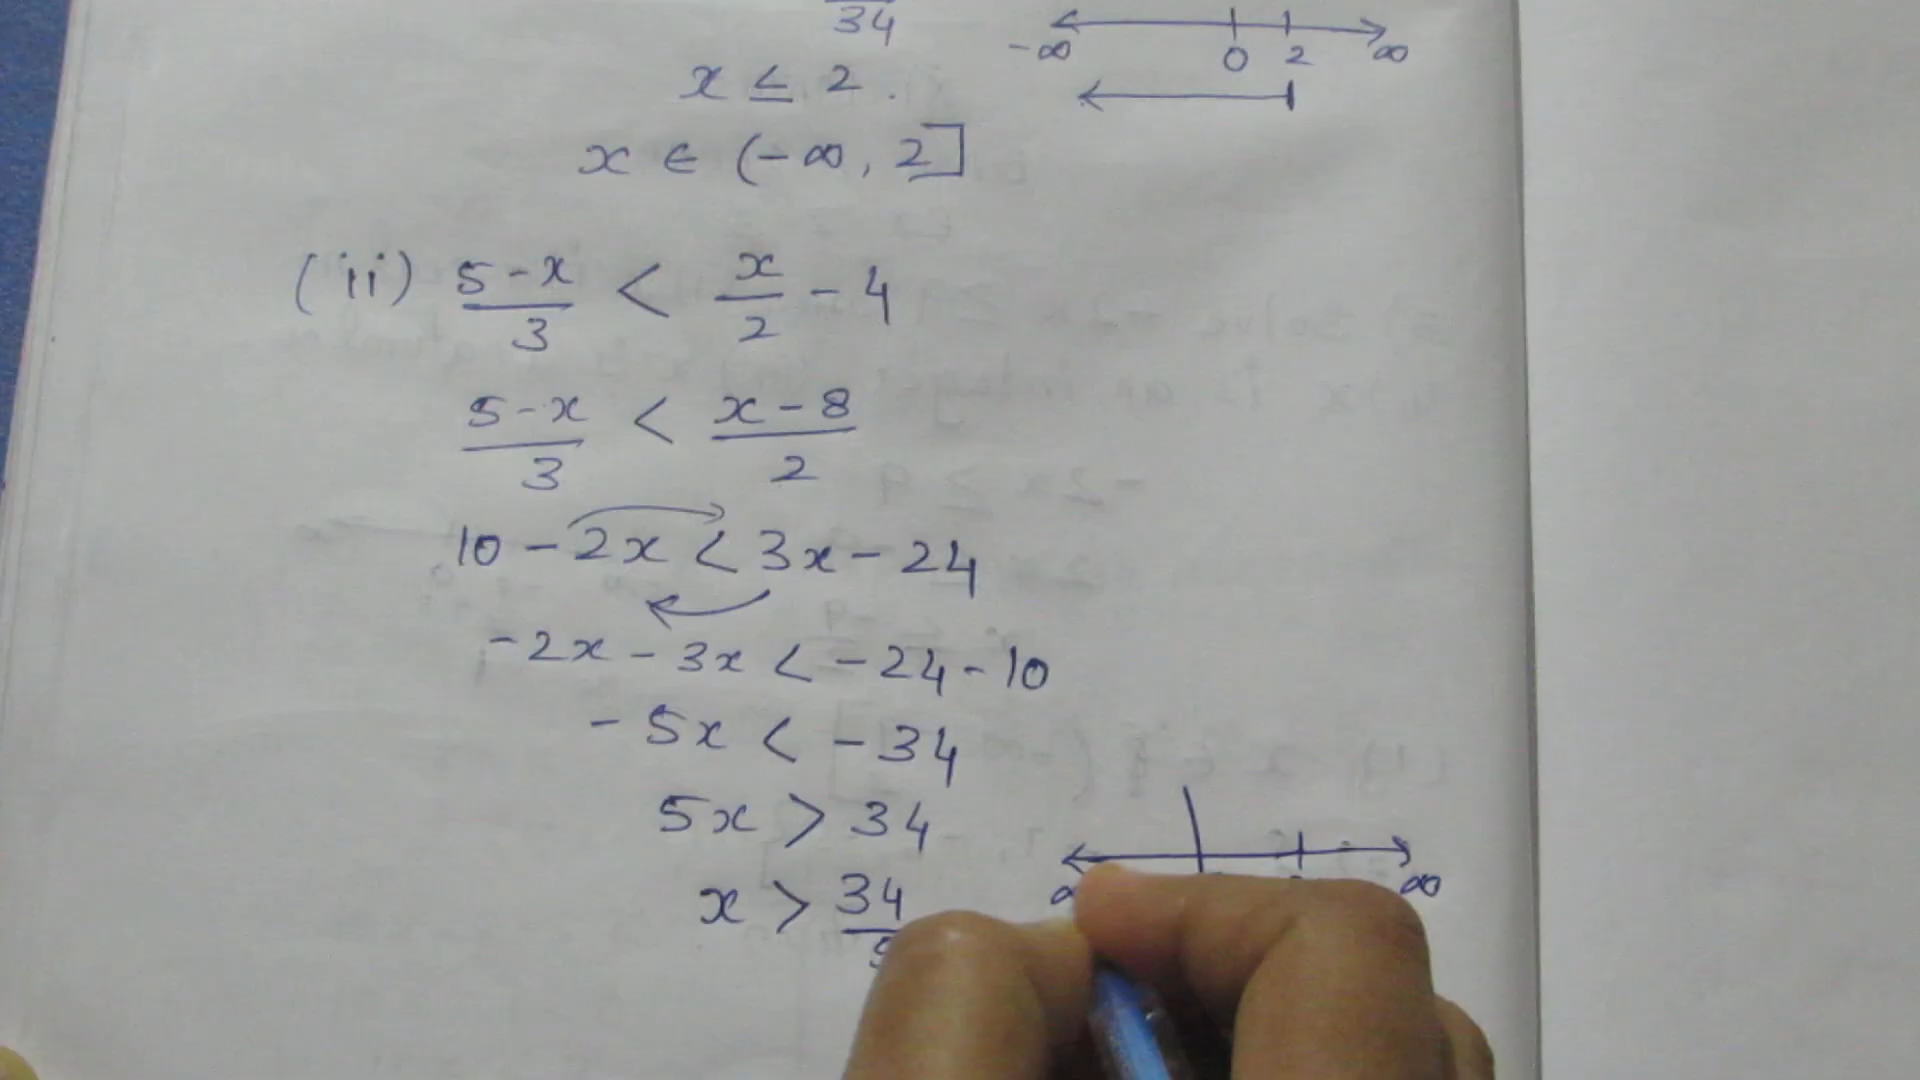 34
-∞ 0 2 ∞
x ≤ 2 .
x ∈ (-∞, 2]
(ii) 5-x/3 < x/2 - 4
5-x/3 < x-8/2
10 - 2x < 3x - 24
-2x - 3x < -24 - 10
-5x < -34
5x > 34
x > 34/5
∞